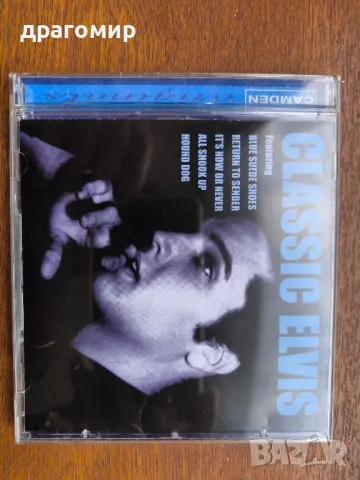 драгомир
CAMDEN
CLASSIC ELVIS
Featuring
BLUE SUEDE SHOES
RETURN TO SENDER
IT'S NOW OR NEVER
ALL SHOOK UP
HOUND DOG
bazar